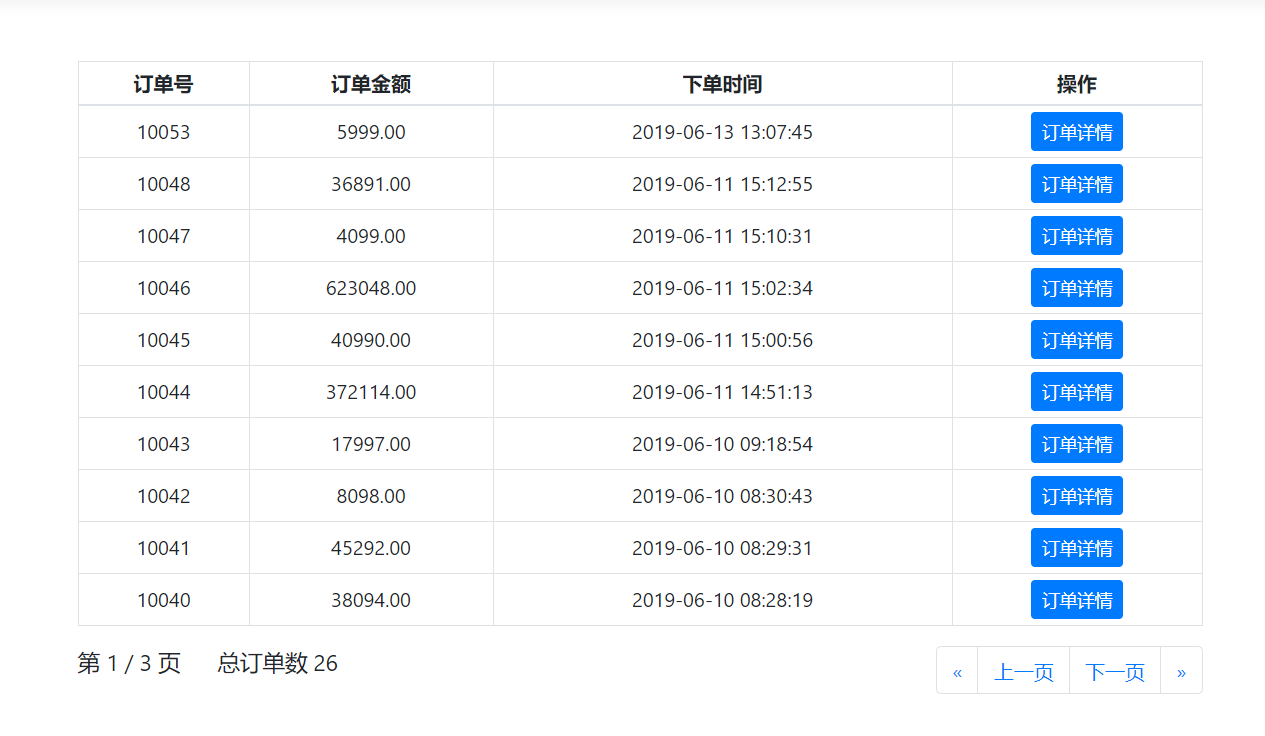 订单号 订单金额 下单时间 操作
10053 5999.00 2019-06-13 13:07:45 订单详情
10048 36891.00 2019-06-11 15:12:55 订单详情
10047 4099.00 2019-06-11 15:10:31 订单详情
10046 623048.00 2019-06-11 15:02:34 订单详情
10045 40990.00 2019-06-11 15:00:56 订单详情
10044 372114.00 2019-06-11 14:51:13 订单详情
10043 17997.00 2019-06-10 09:18:54 订单详情
10042 8098.00 2019-06-10 08:30:43 订单详情
10041 45292.00 2019-06-10 08:29:31 订单详情
10040 38094.00 2019-06-10 08:28:19 订单详情
第 1 / 3 页 总订单数 26 « 上一页 下一页 »